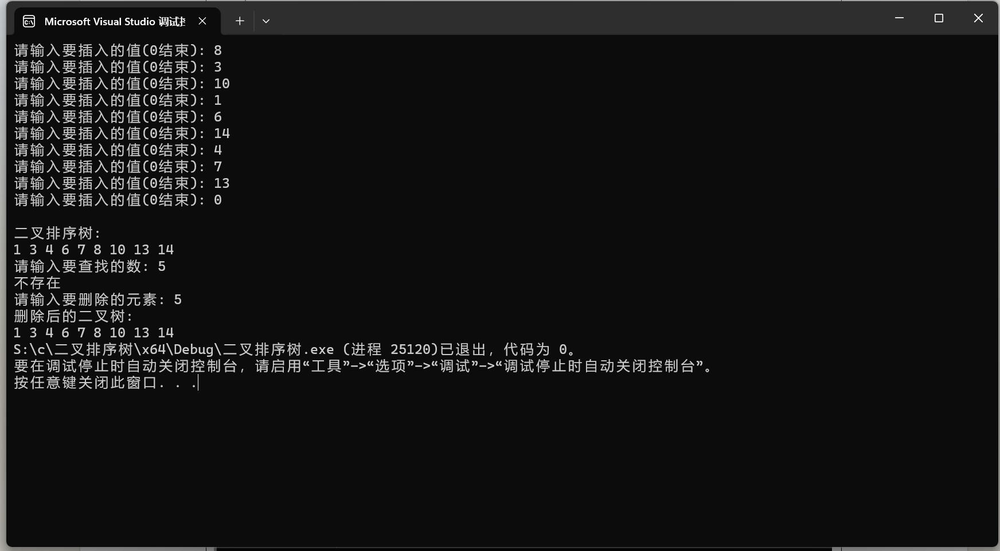 Microsoft Visual Studio 调试
请输入要插入的值(0结束): 8
请输入要插入的值(0结束): 3
请输入要插入的值(0结束): 10
请输入要插入的值(0结束): 1
请输入要插入的值(0结束): 6
请输入要插入的值(0结束): 14
请输入要插入的值(0结束): 4
请输入要插入的值(0结束): 7
请输入要插入的值(0结束): 13
请输入要插入的值(0结束): 0
二叉排序树:
1 3 4 6 7 8 10 13 14
请输入要查找的数: 5
不存在
请输入要删除的元素: 5
删除后的二叉树:
1 3 4 6 7 8 10 13 14
S:\c\二叉排序树\x64\Debug\二叉排序树.exe (进程 25120)已退出，代码为 0。
要在调试停止时自动关闭控制台，请启用“工具”->“选项”->“调试”->“调试停止时自动关闭控制台”。
按任意键关闭此窗口. . .